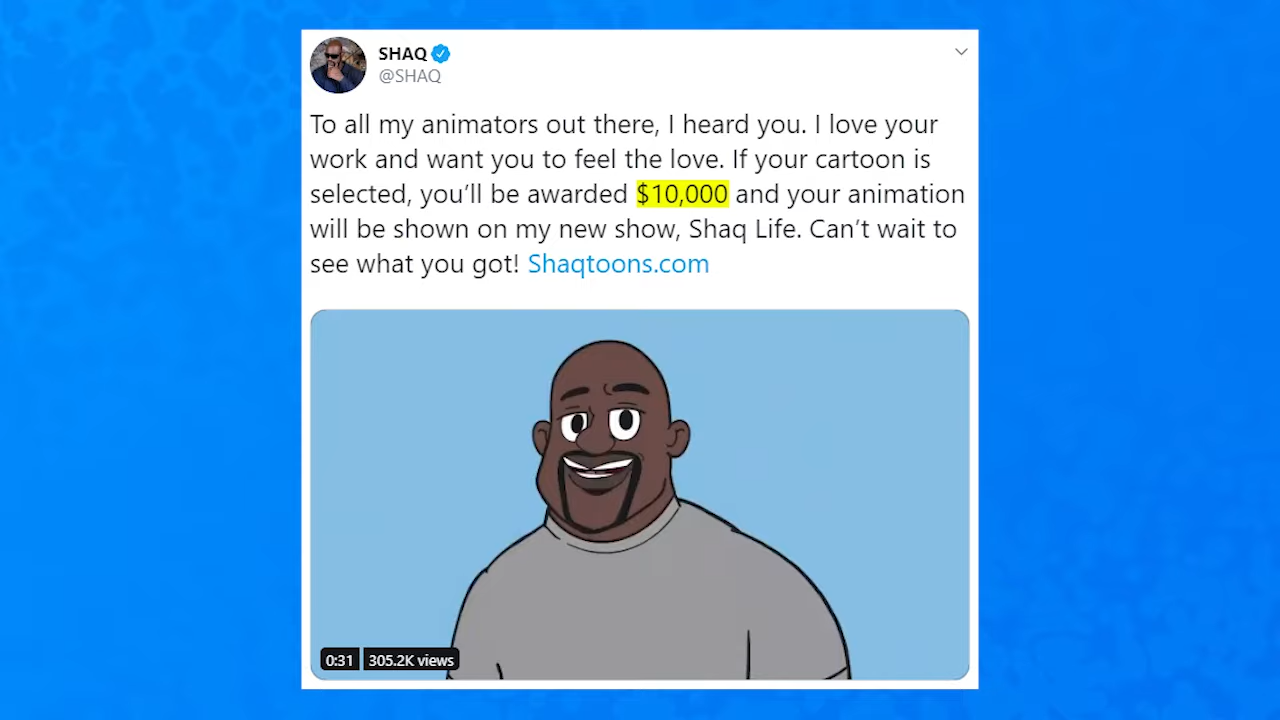 SHAQ
@SHAQ
To all my animators out there, I heard you. I love your
work and want you to feel the love. If your cartoon is
selected, you’ll be awarded $10,000 and your animation
will be shown on my new show, Shaq Life. Can’t wait to
see what you got! Shaqtoons.com
0:31 305.2K views